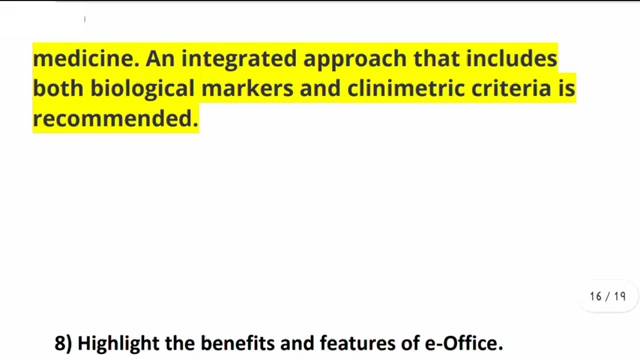 medicine. An integrated approach that includes
both biological markers and clinimetric criteria is
recommended.
16 / 19
8) Highlight the benefits and features of e-Office.